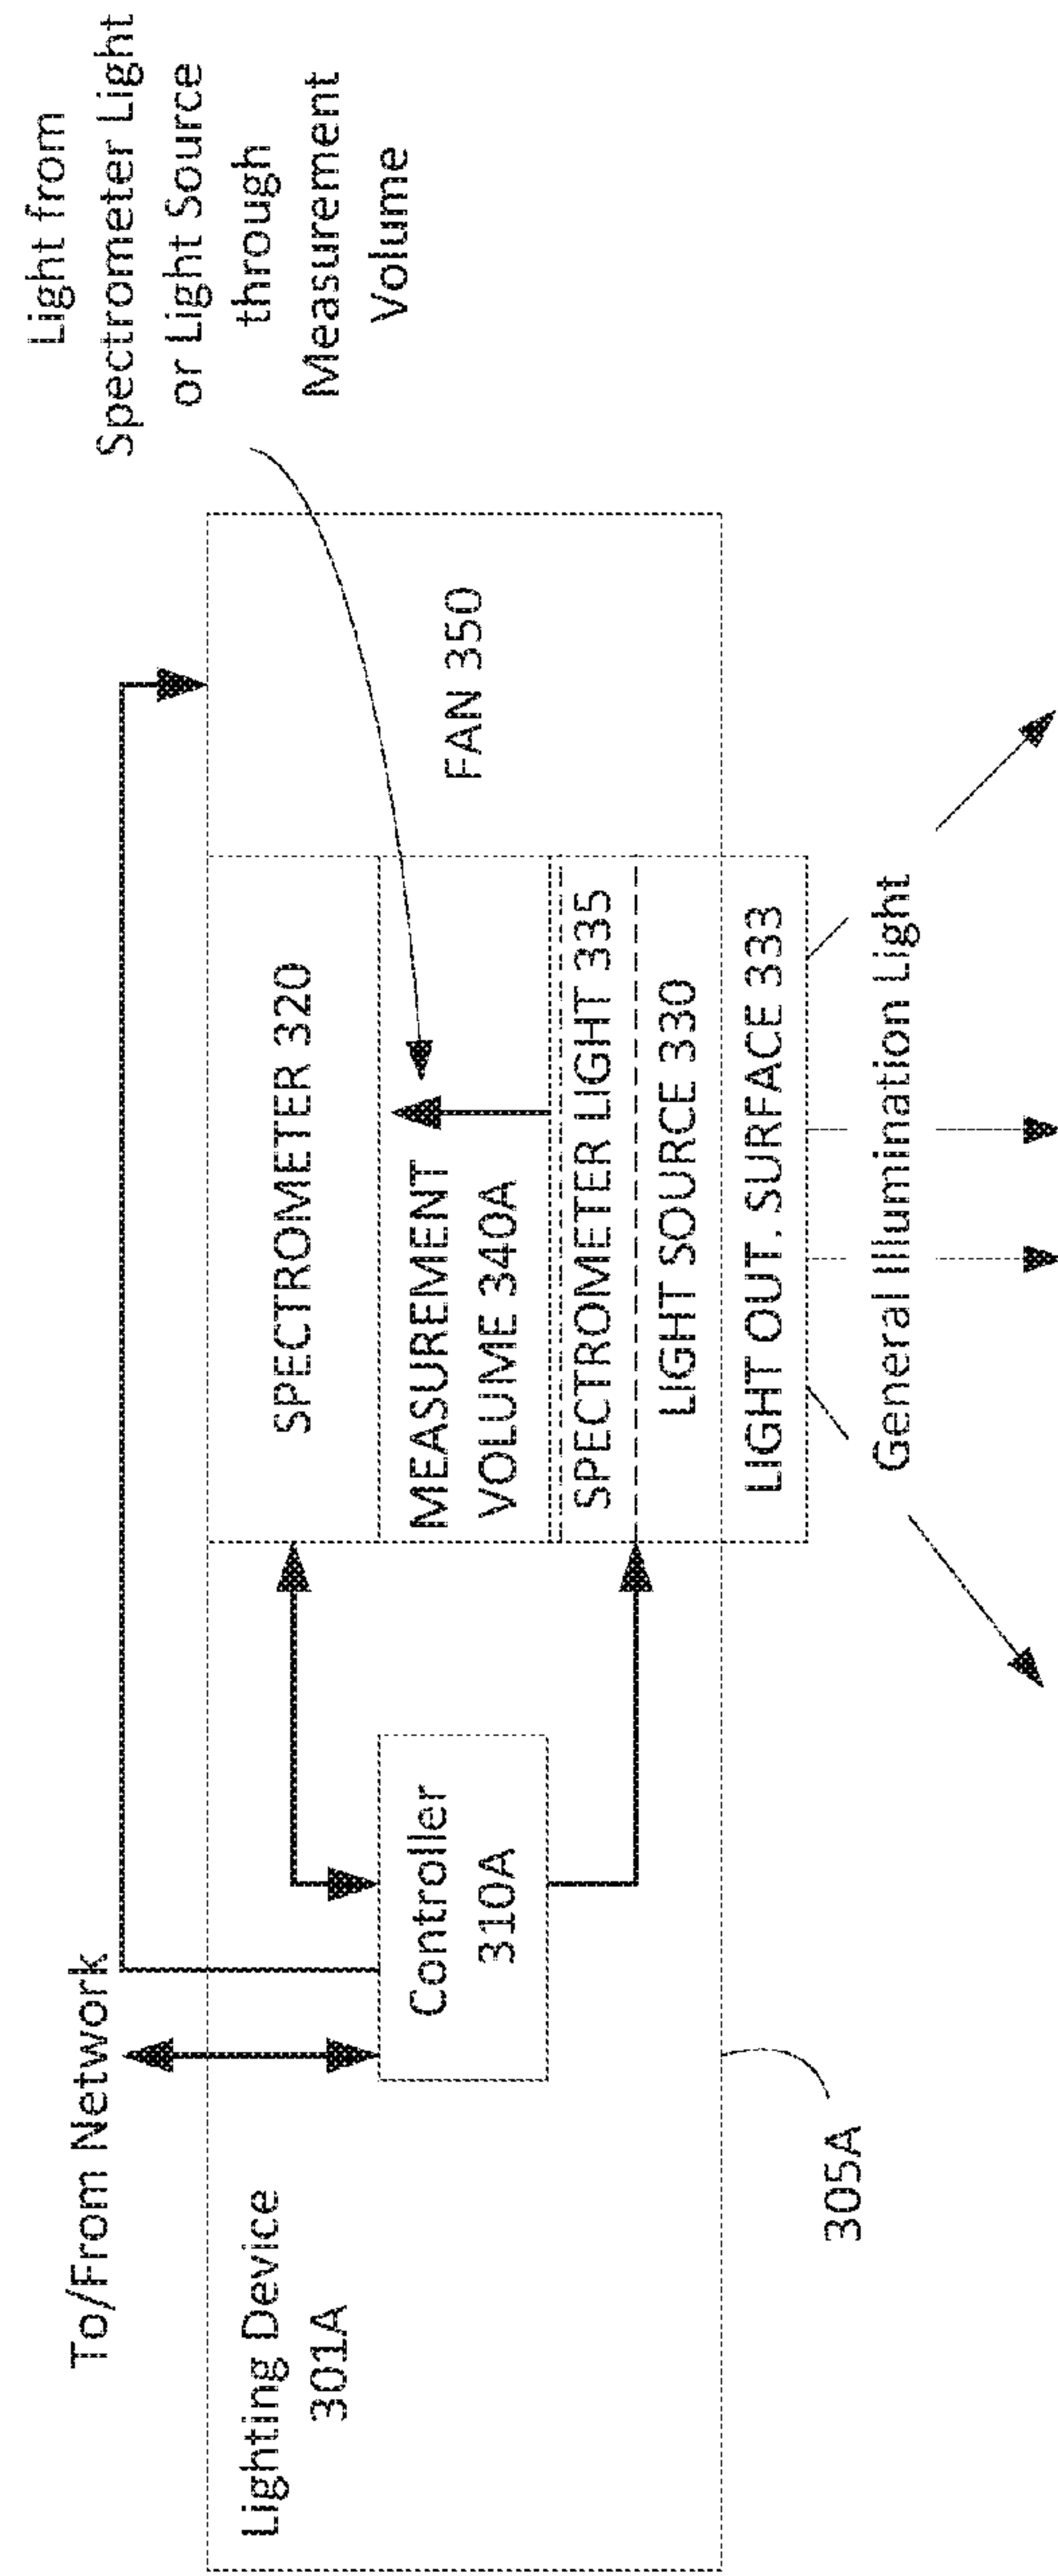 To/From Network
Lighting Device
301A
Controller
310A
SPECTROMETER 320
MEASUREMENT
VOLUME 340A
SPECTROMETER LIGHT 335
LIGHT SOURCE 330
LIGHT OUT. SURFACE 333
FAN 350
Light from
Spectrometer Light
or Light Source
through
Measurement
Volume
305A
General Illumination Light